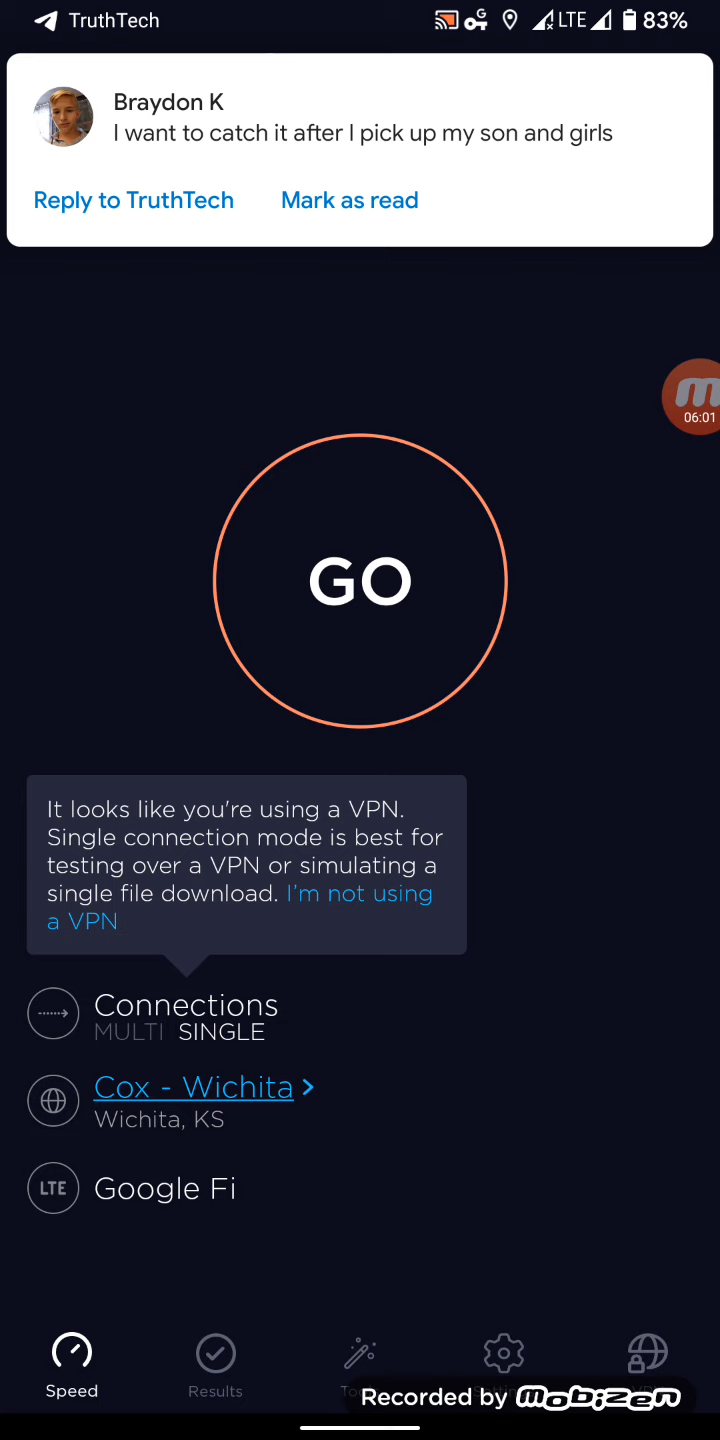 TruthTech
G
LTE
83%
Braydon K
I want to catch it after I pick up my son and girls
Reply to TruthTech Mark as read
m
06:01
GO
It looks like you're using a VPN.
Single connection mode is best for
testing over a VPN or simulating a
single file download. I'm not using
a VPN
Connections
MULTI SINGLE
Cox - Wichita >
Wichita, KS
LTE Google Fi
Speed Results
Recorded by mobizen